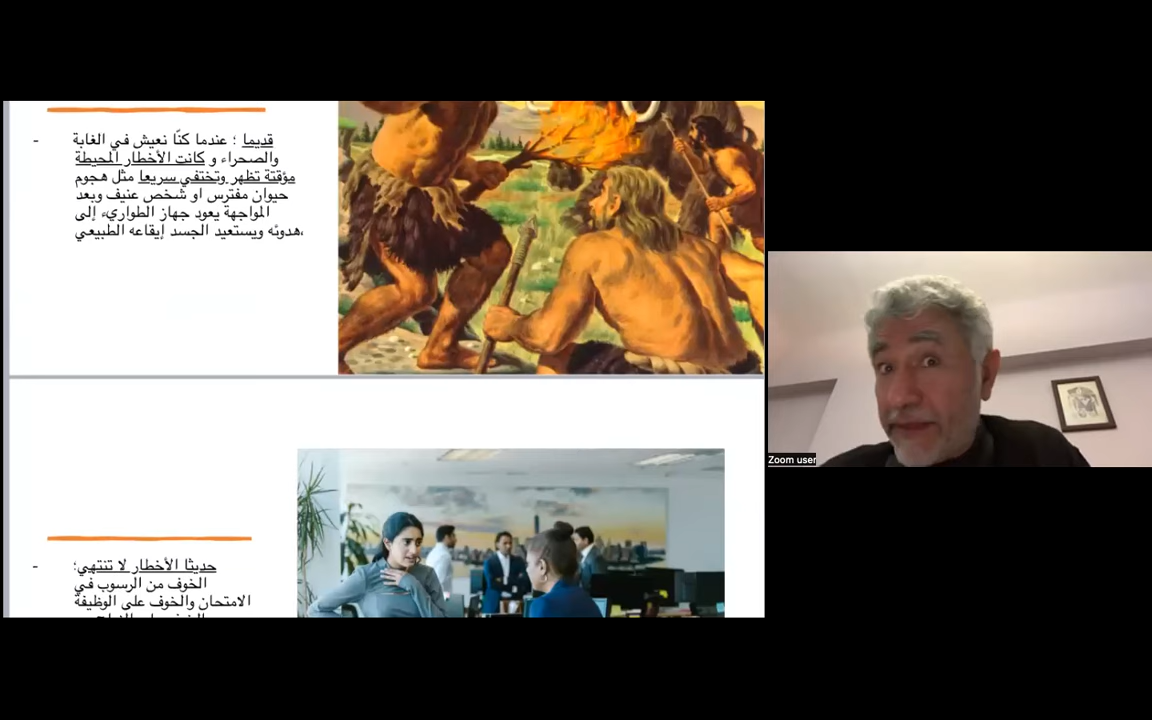 - قديما ؛ عندما كنّا نعيش في الغابة
والصحراء و كانت الأخطار المحيطة
مؤقتة تظهر وتختفي سريعا مثل هجوم
حيوان مفترس او شخص عنيف وبعد
المواجهة يعود جهاز الطواريء إلى
هدوئه ويستعيد الجسد إيقاعه الطبيعي،
- حديثا الأخطار لا تنتهي؛
الخوف من الرسوب في
الامتحان والخوف على الوظيفة
Zoom user